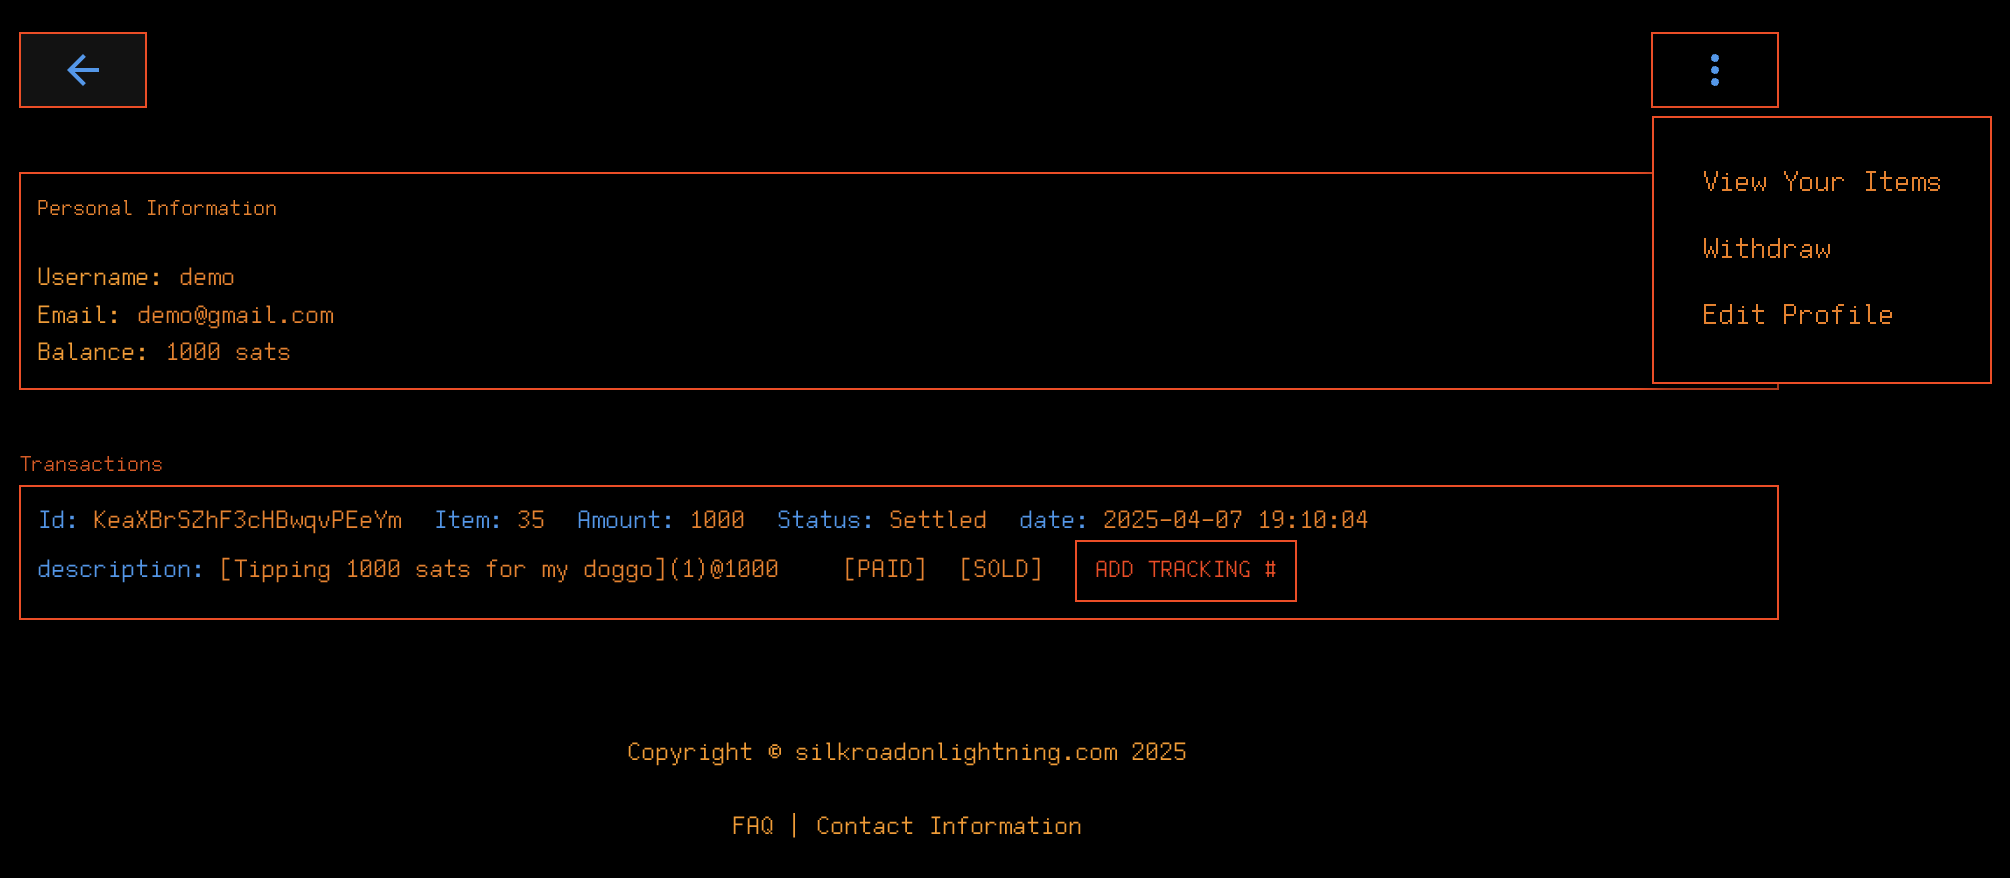 View Your Items
Withdraw
Edit Profile
Personal Information
Username: demo
Email: demo@gmail.com
Balance: 1000 sats
Transactions
Id: KeaXBrSZhF3cHBwqvPEeYm Item: 35 Amount: 1000 Status: Settled date: 2025-04-07 19:10:04
description: [Tipping 1000 sats for my doggo](1)@1000 [PAID] [SOLD] ADD TRACKING #
Copyright © silkroadonlightning.com 2025
FAQ | Contact Information